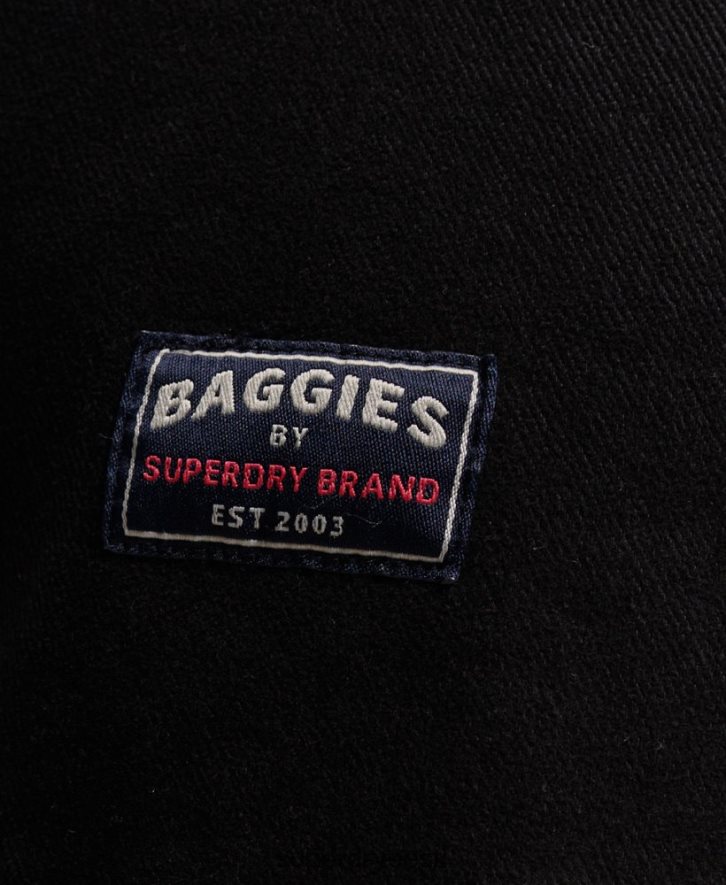 BAGGIES
BY
SUPERDRY BRAND
EST 2003